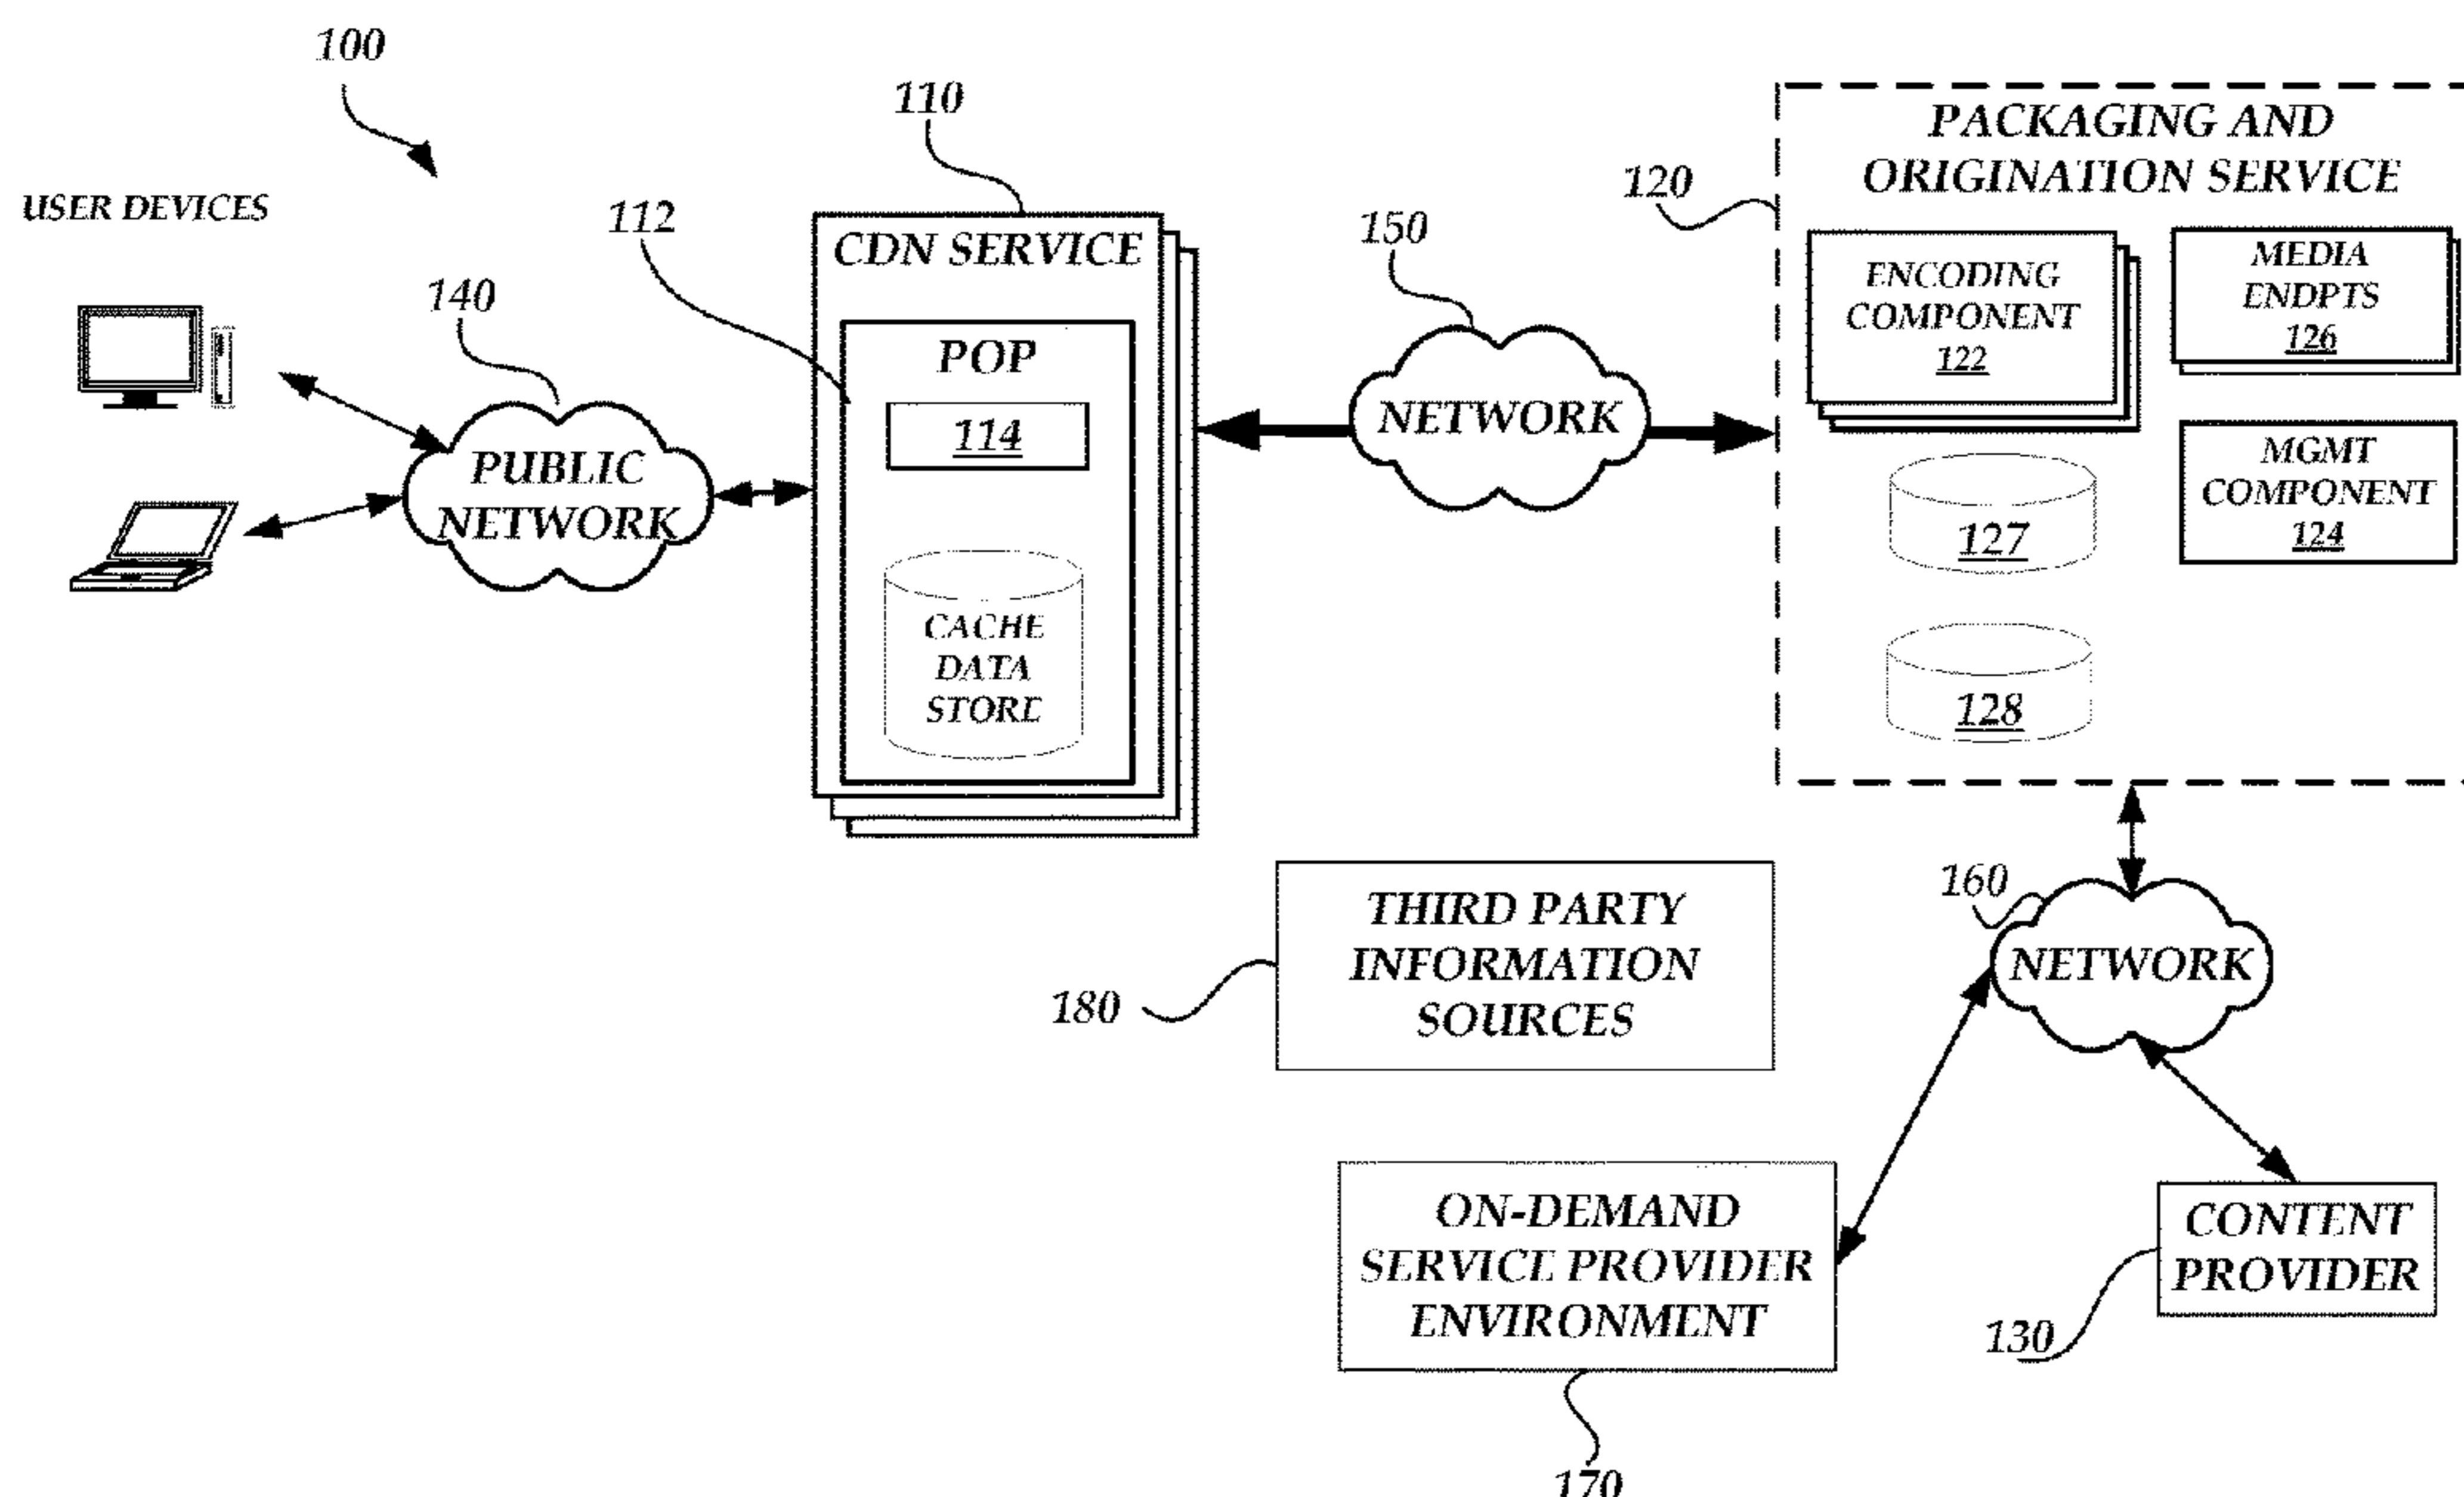 100
USER DEVICES
140
PUBLIC
NETWORK
112
110
CDN SERVICE
POP
114
CACHE
DATA
STORE
150
NETWORK
120
PACKAGING AND
ORIGINATION SERVICE
ENCODING
COMPONENT
122
MEDIA
ENDPTS
126
127
MGMT
COMPONENT
124
128
160
NETWORK
THIRD PARTY
INFORMATION
SOURCES
180
ON-DEMAND
SERVICE PROVIDER
ENVIRONMENT
170
CONTENT
PROVIDER
130